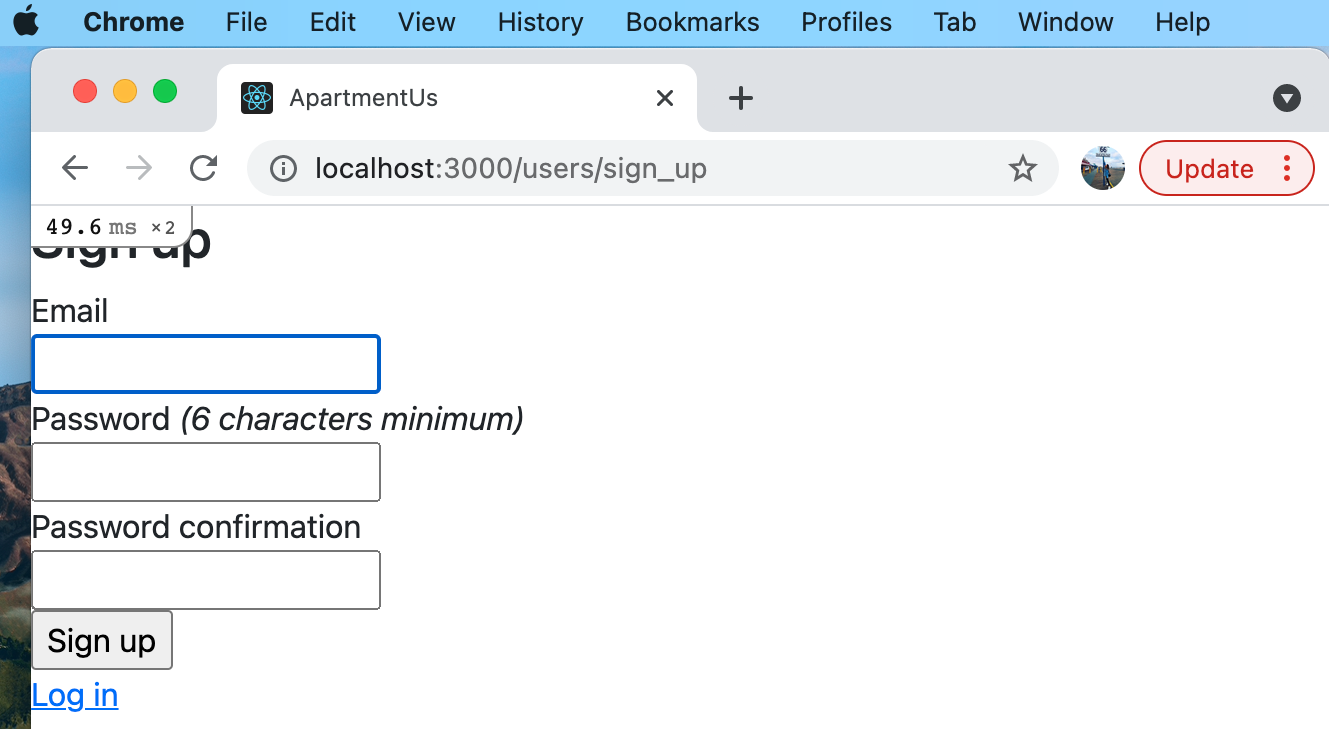 Chrome File Edit View History Bookmarks Profiles Tab Window Help
ApartmentUs
localhost:3000/users/sign_up
Update
49.6 ms ×2
Sign up
Email
Password (6 characters minimum)
Password confirmation
Sign up
Log in